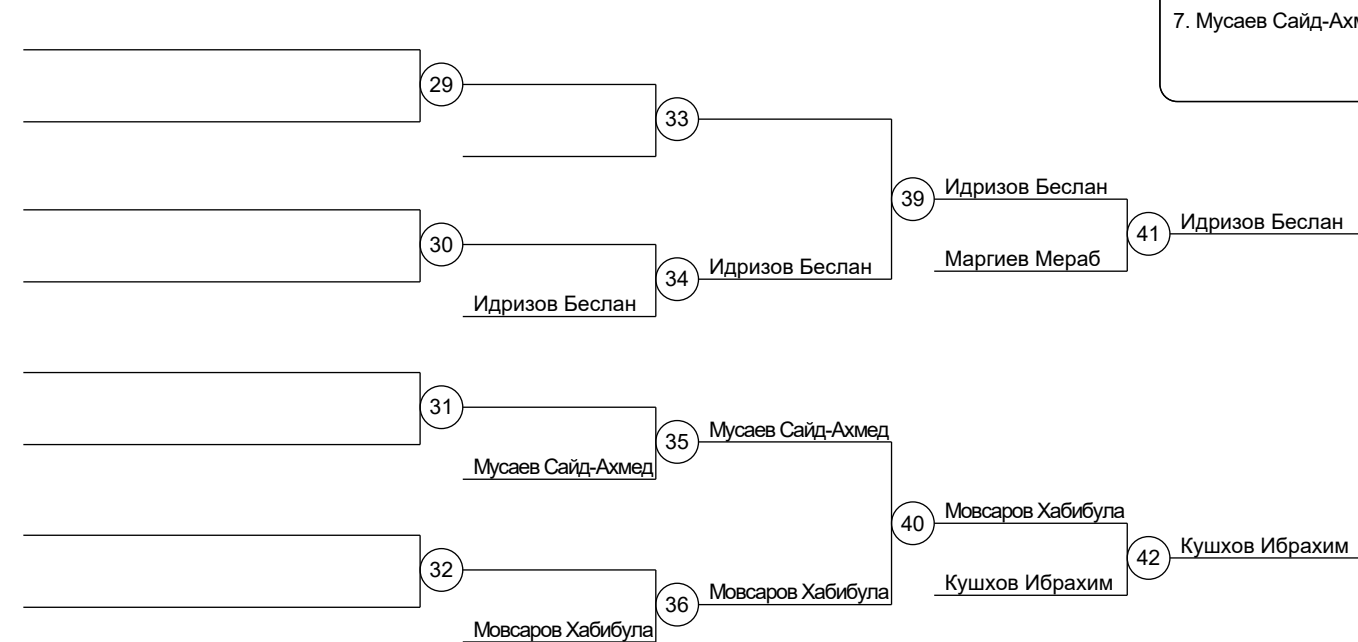 7. Мусаев Сайд-Ахм
29
33
39
Идризов Беслан
41
Идризов Беслан
Маргиев Мераб
30
34
Идризов Беслан
Идризов Беслан
31
35
Мусаев Сайд-Ахмед
Мусаев Сайд-Ахмед
40
Мовсаров Хабибула
42
Кушхов Ибрахим
Кушхов Ибрахим
32
36
Мовсаров Хабибула
Мовсаров Хабибула